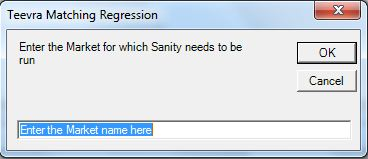 Teevra Matching Regression
Enter the Market for which Sanity needs to be
run
OK
Cancel
Enter the Market name here